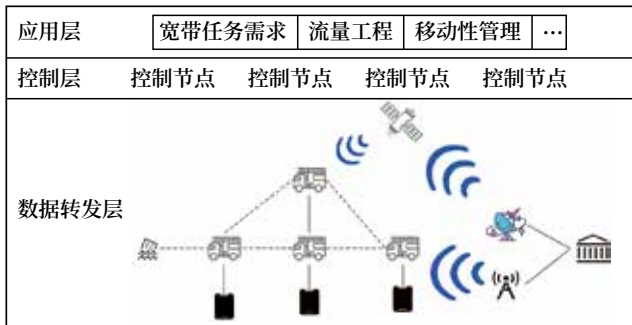 应用层 宽带任务需求 流量工程 移动性管理 …
控制层 控制节点 控制节点 控制节点 控制节点
数据转发层